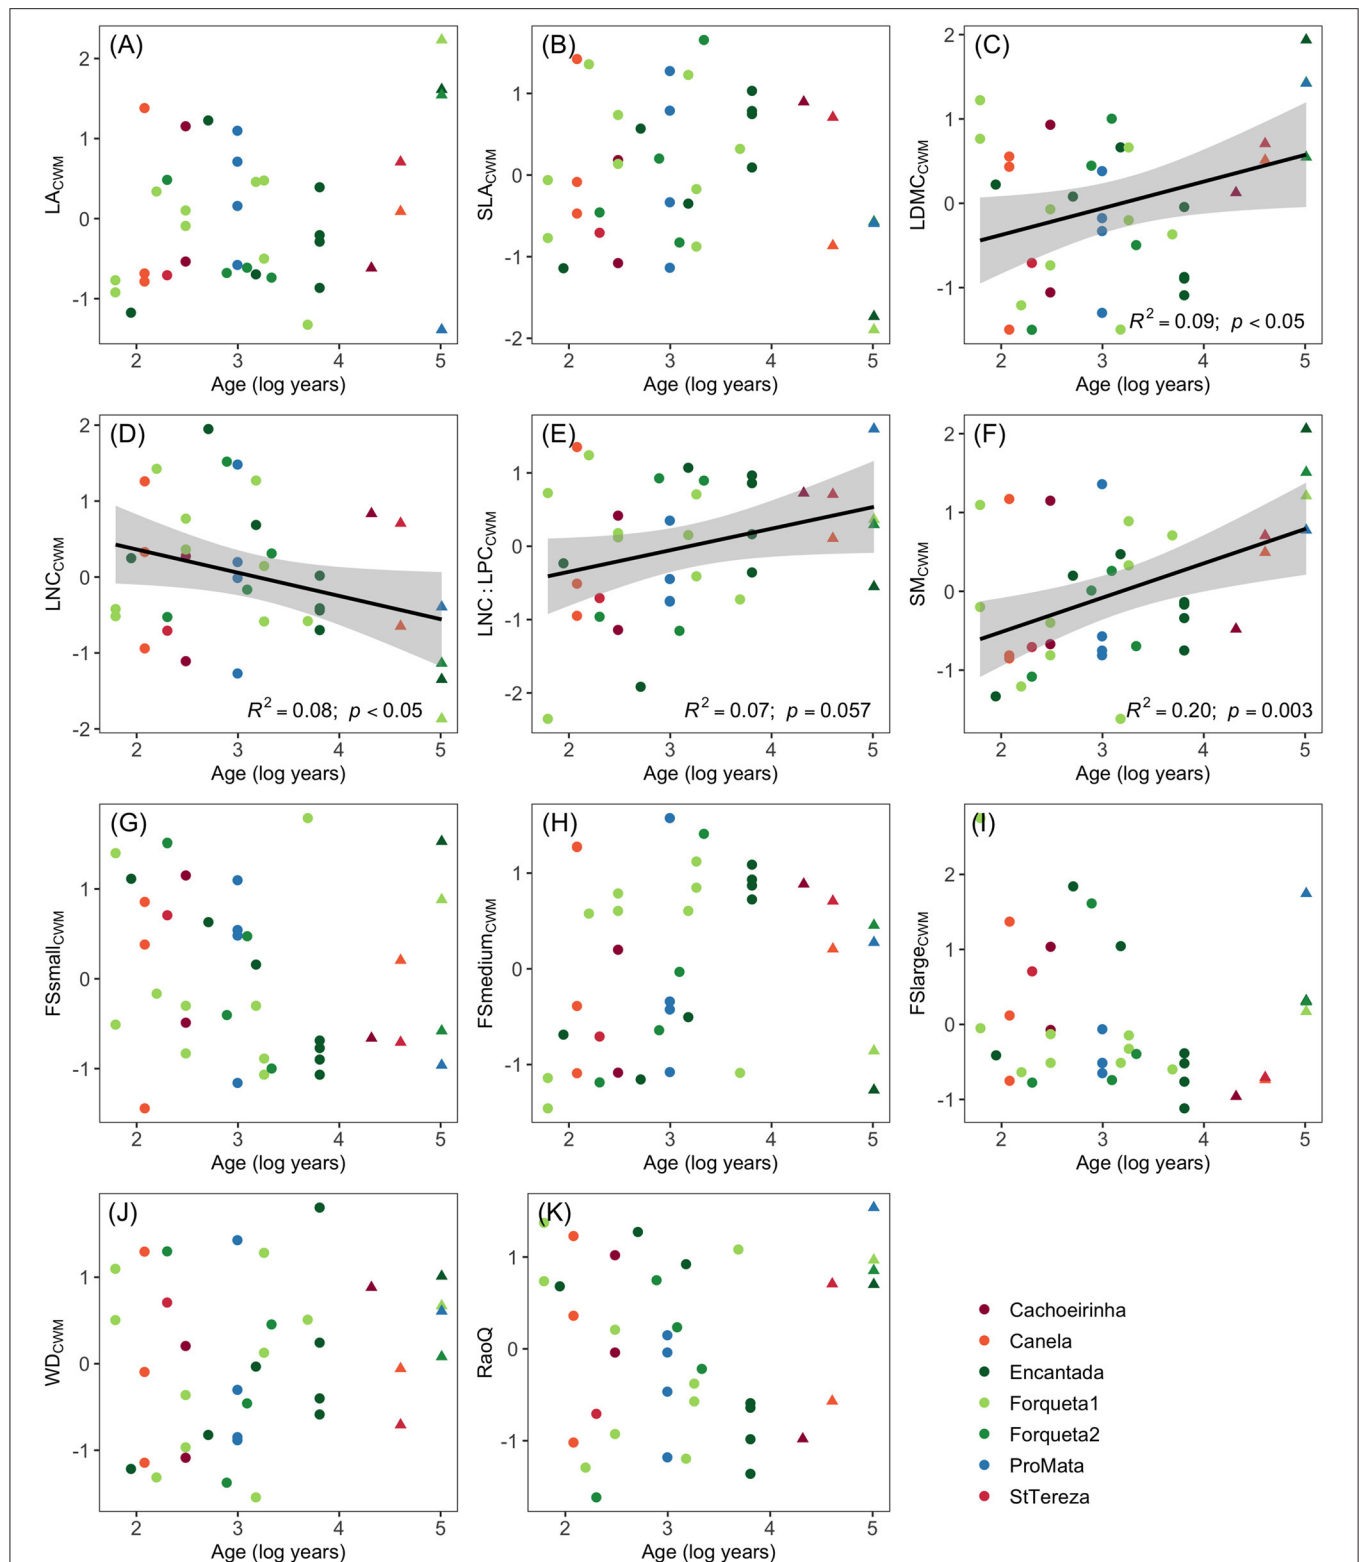 (A)
LA_CWM
2
1
0
-1
2 3 4 5
Age (log years)
(B)
SLA_CWM
1
0
-1
-2
2 3 4 5
Age (log years)
(C)
LDMC_CWM
2
1
0
-1
R² = 0.09; p < 0.05
2 3 4 5
Age (log years)
(D)
LNC_CWM
2
1
0
-1
-2
R² = 0.08; p < 0.05
2 3 4 5
Age (log years)
(E)
LNC : LPC_CWM
1
0
-1
-2
R² = 0.07; p = 0.057
2 3 4 5
Age (log years)
(F)
SM_CWM
2
1
0
-1
R² = 0.20; p = 0.003
2 3 4 5
Age (log years)
(G)
FSsmall_CWM
1
0
-1
2 3 4 5
Age (log years)
(H)
FSmedium_CWM
1
0
-1
2 3 4 5
Age (log years)
(I)
FSlarge_CWM
2
1
0
-1
2 3 4 5
Age (log years)
(J)
WD_CWM
1
0
-1
2 3 4 5
Age (log years)
(K)
RaoQ
1
0
-1
2 3 4 5
Age (log years)
Cachoeirinha
Canela
Encantada
Forqueta1
Forqueta2
ProMata
StTereza